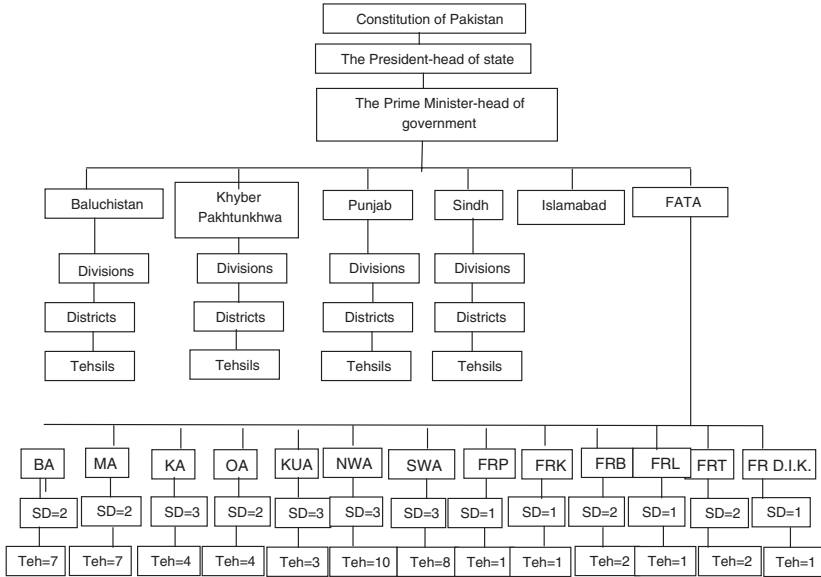 Constitution of Pakistan
The President-head of state
The Prime Minister-head of
government
Baluchistan
Khyber
Pakhtunkhwa
Punjab
Sindh
Islamabad
FATA
Divisions
Divisions
Divisions
Divisions
Districts
Districts
Districts
Districts
Tehsils
Tehsils
Tehsils
Tehsils
BA
MA
KA
OA
KUA
NWA
SWA
FRP
FRK
FRB
FRL
FRT
FR D.I.K.
SD=2
SD=2
SD=3
SD=2
SD=3
SD=3
SD=3
SD=1
SD=1
SD=2
SD=1
SD=2
SD=1
Teh=7
Teh=7
Teh=4
Teh=4
Teh=3
Teh=10
Teh=8
Teh=1
Teh=1
Teh=2
Teh=1
Teh=2
Teh=1